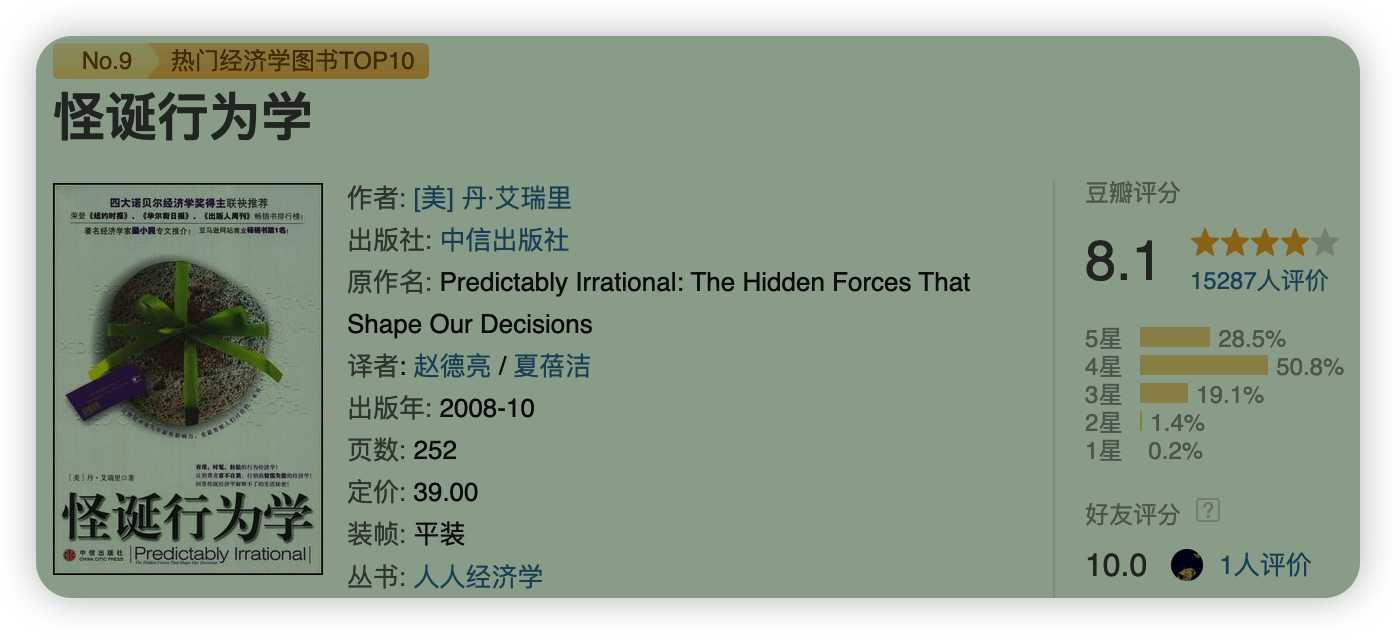 No.9 热门经济学图书TOP10
怪诞行为学
四大诺贝尔经济学奖得主联袂推荐
荣登《纽约时报》、《华尔街日报》、《出版人周刊》畅销书排行榜!
著名经济学家梁小民专文推介! 亚马逊网站商业畅销书第1名!
[美] 丹·艾瑞里◎著
怪诞行为学
中信出版社
CHINA CITIC PRESS
Predictably Irrational
The Hidden Forces That Shape Our Decisions
作者: [美] 丹·艾瑞里
出版社: 中信出版社
原作名: Predictably Irrational: The Hidden Forces That
Shape Our Decisions
译者: 赵德亮 / 夏蓓洁
出版年: 2008-10
页数: 252
定价: 39.00
装帧: 平装
丛书: 人人经济学
豆瓣评分
8.1
15287人评价
5星 28.5%
4星 50.8%
3星 19.1%
2星 1.4%
1星 0.2%
好友评分 ?
10.0 1人评价